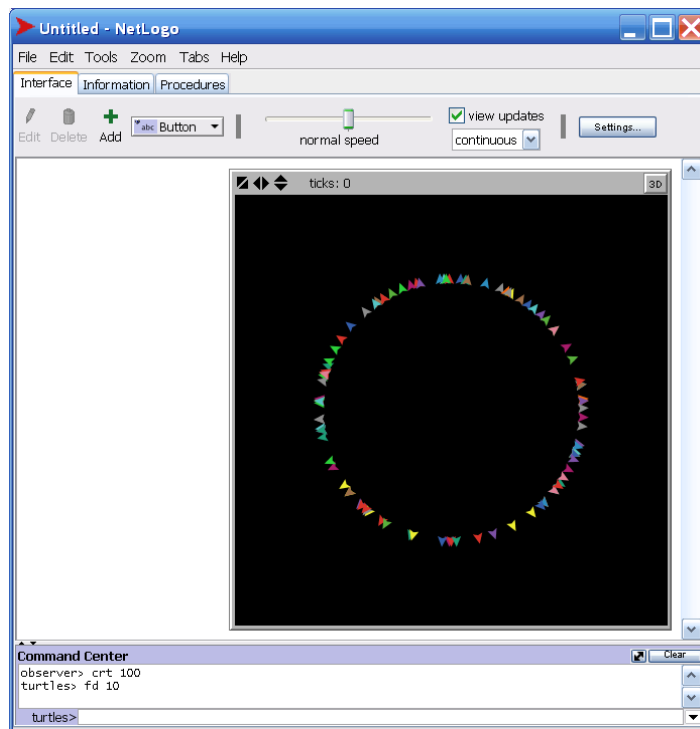 Untitled - NetLogo
File Edit Tools Zoom Tabs Help
Interface Information Procedures
Edit Delete Add abc Button normal speed view updates continuous Settings...
ticks: 0 3D
Command Center Clear
observer> crt 100
turtles> fd 10
turtles>